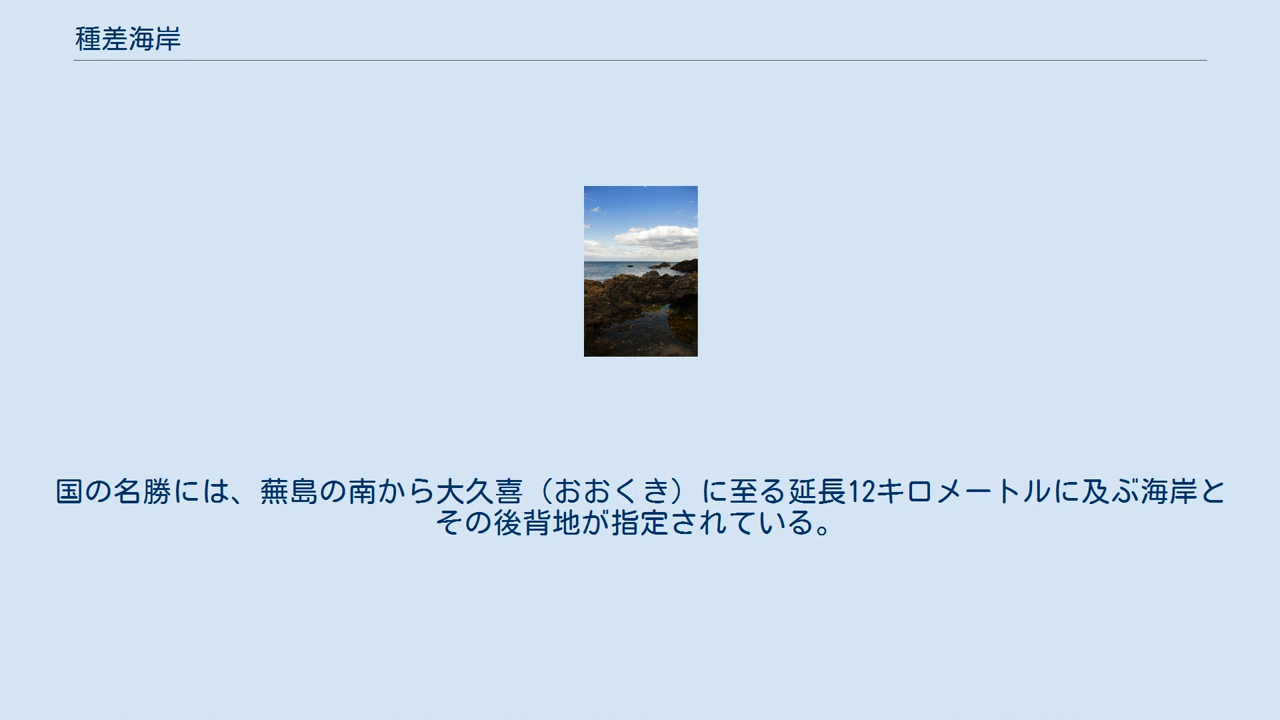 種差海岸
国の名勝には、蕪島の南から大久喜（おおくき）に至る延長12キロメートルに及ぶ海岸と
その後背地が指定されている。